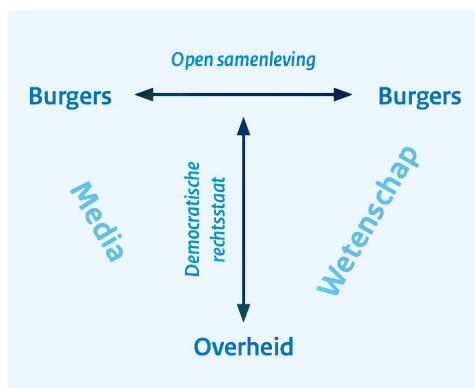 Open samenleving
Burgers
Burgers
Media
Democratische
rechtsstaat
Wetenschap
Overheid